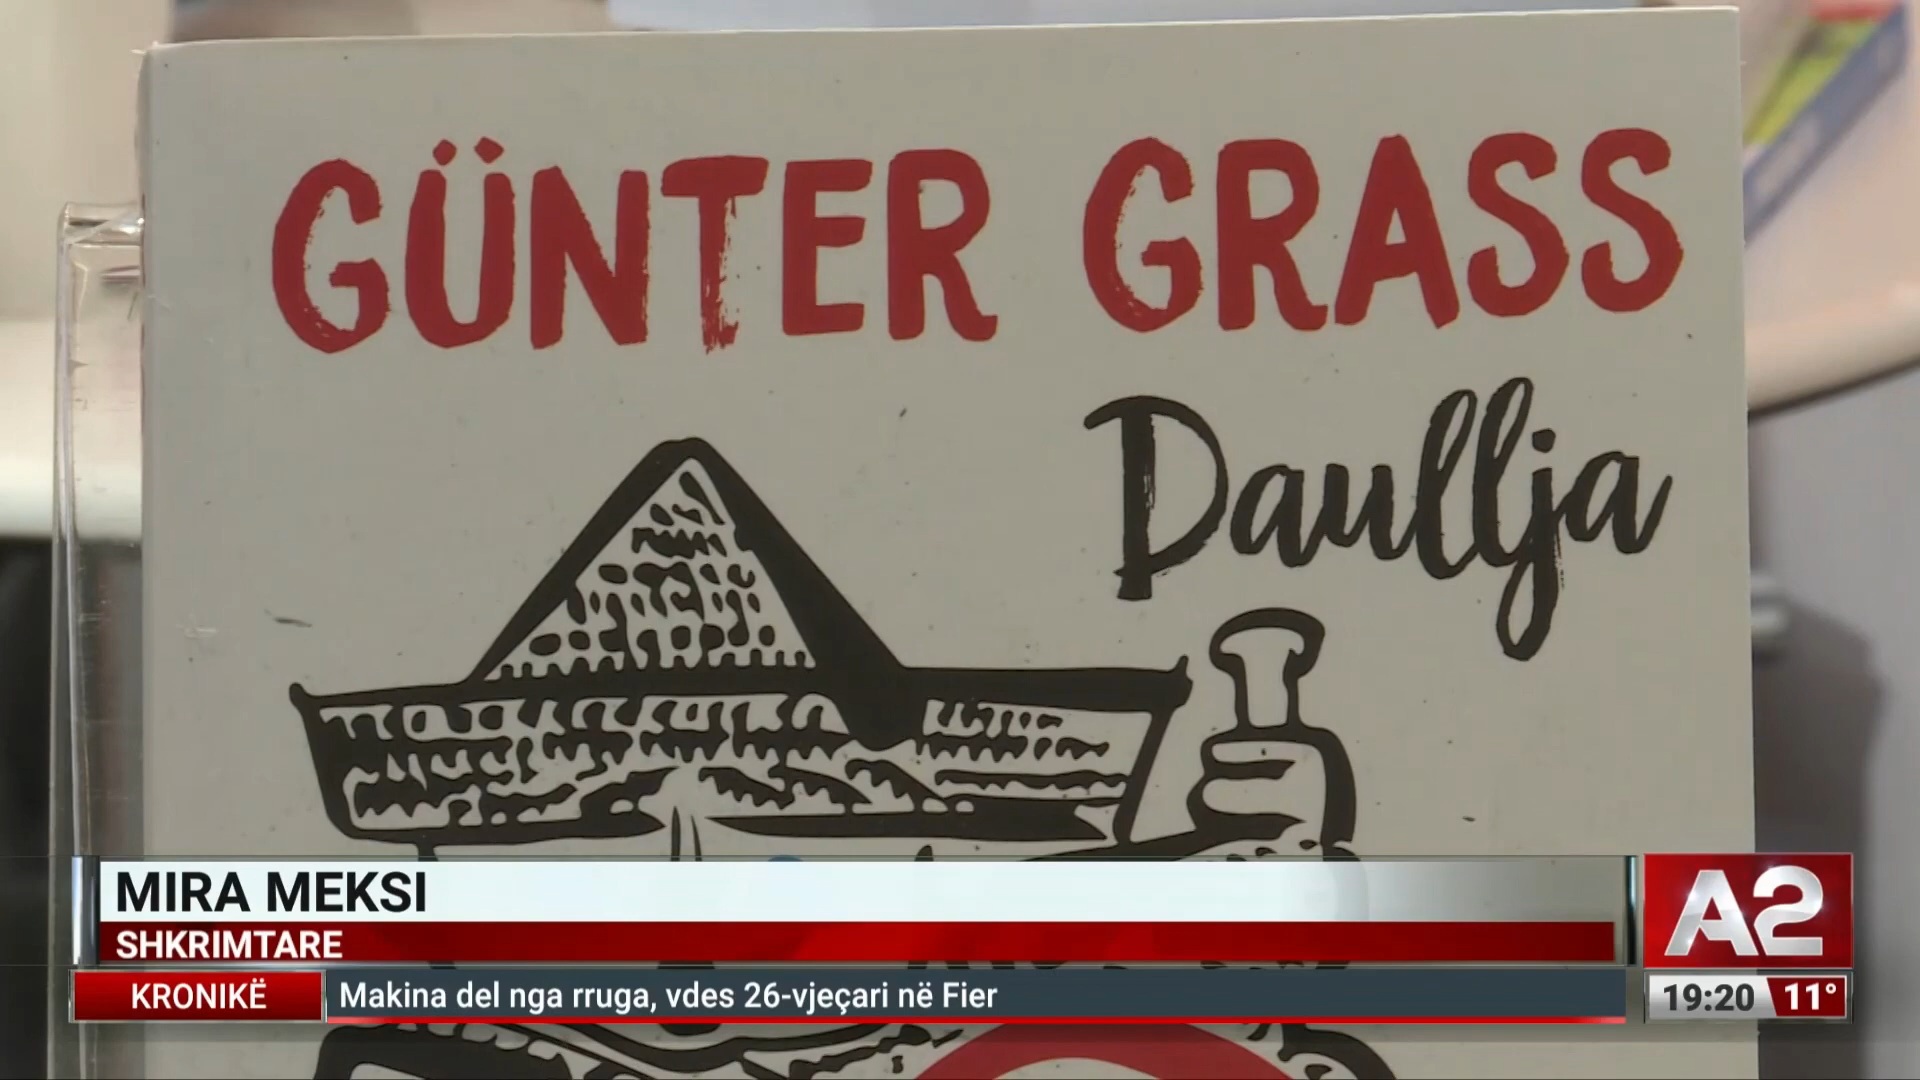 GÜNTER GRASS
Daullja
MIRA MEKSI
SHKRIMTARE
KRONIKË
Makina del nga rruga, vdes 26-vjeçari në Fier
A2
19:20
11°